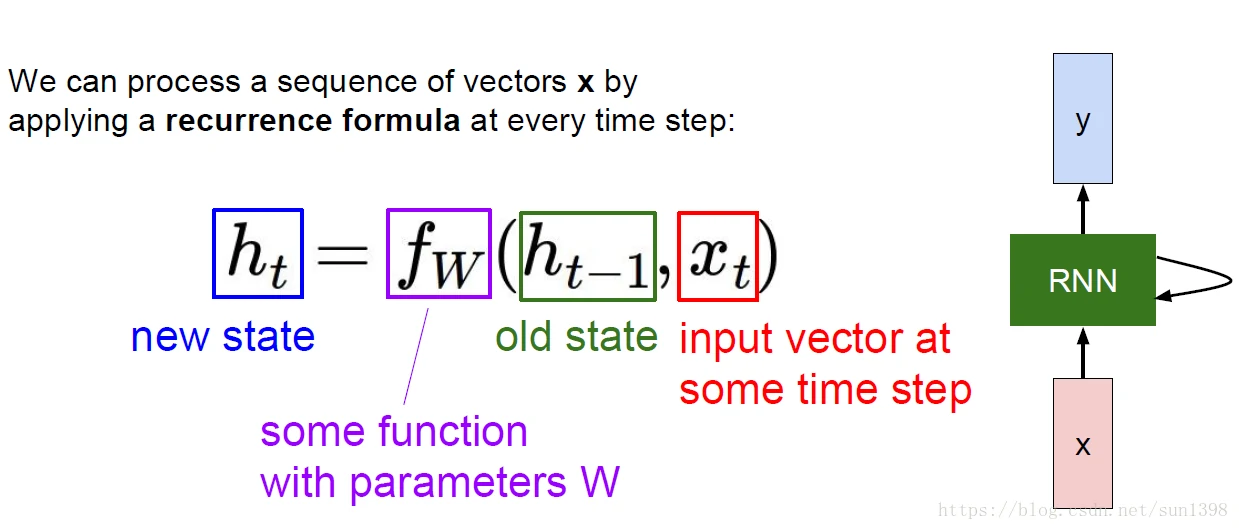 We can process a sequence of vectors x by
applying a recurrence formula at every time step:
y
h_t = f_W(h_{t-1}, x_t)
RNN
new state
old state
input vector at
some time step
some function
with parameters W
x
https://blog.csdn.net/sun1398